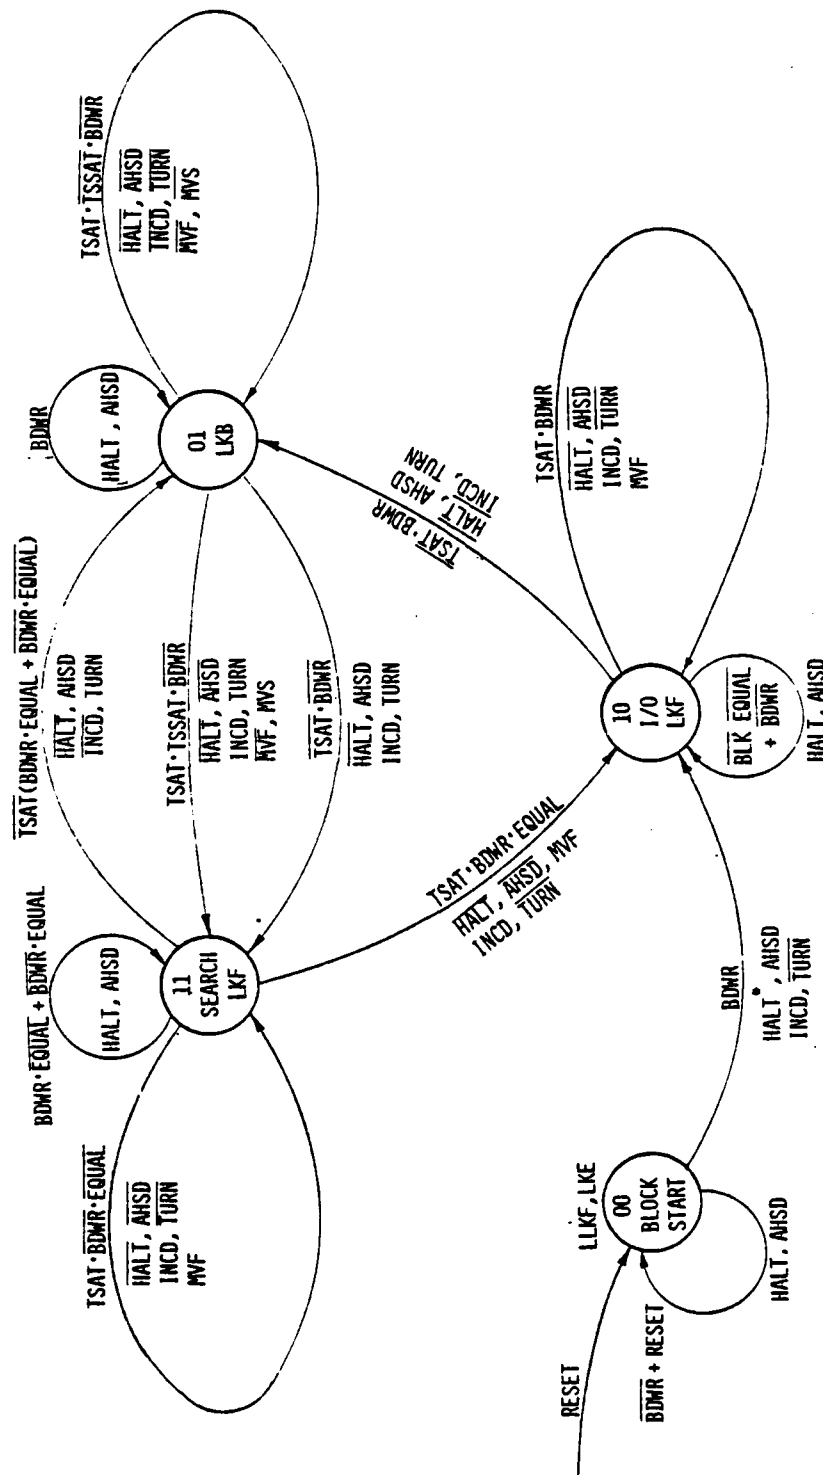 TSAT(BDWR·EQUAL + BDWR·EQUAL)
HALT, AHSD
INCD, TURN
BDWR·EQUAL + BDWR·EQUAL
HALT, AHSD
BDWR
HALT, AHSD
TSAT·TSSAT·BDWR
HALT, AHSD
INCD, TURN
MVF, MVS
TSAT·BDWR·EQUAL
HALT, AHSD
INCD, TURN
MVF
11
SEARCH
LKF
TSAT·TSSAT·BDWR
HALT, AHSD
INCD, TURN
MVF, MVS
01
LKB
TSAT·BDWR
HALT, AHSD
INCD, TURN
TSAT·BDWR
HALT, AHSD
INCD, TURN
TSAT·BDWR·EQUAL
HALT, AHSD, MVF
INCD, TURN
TSAT·BDWR
HALT, AHSD
INCD, TURN
MVF
RESET
LLKF, LKE
00
BLOCK
START
10
I/O
LKF
BDWR + RESET
HALT, AHSD
BDWR
HALT*, AHSD
INCD, TURN
BLK EQUAL
+ BDWR
HALT, AHSD